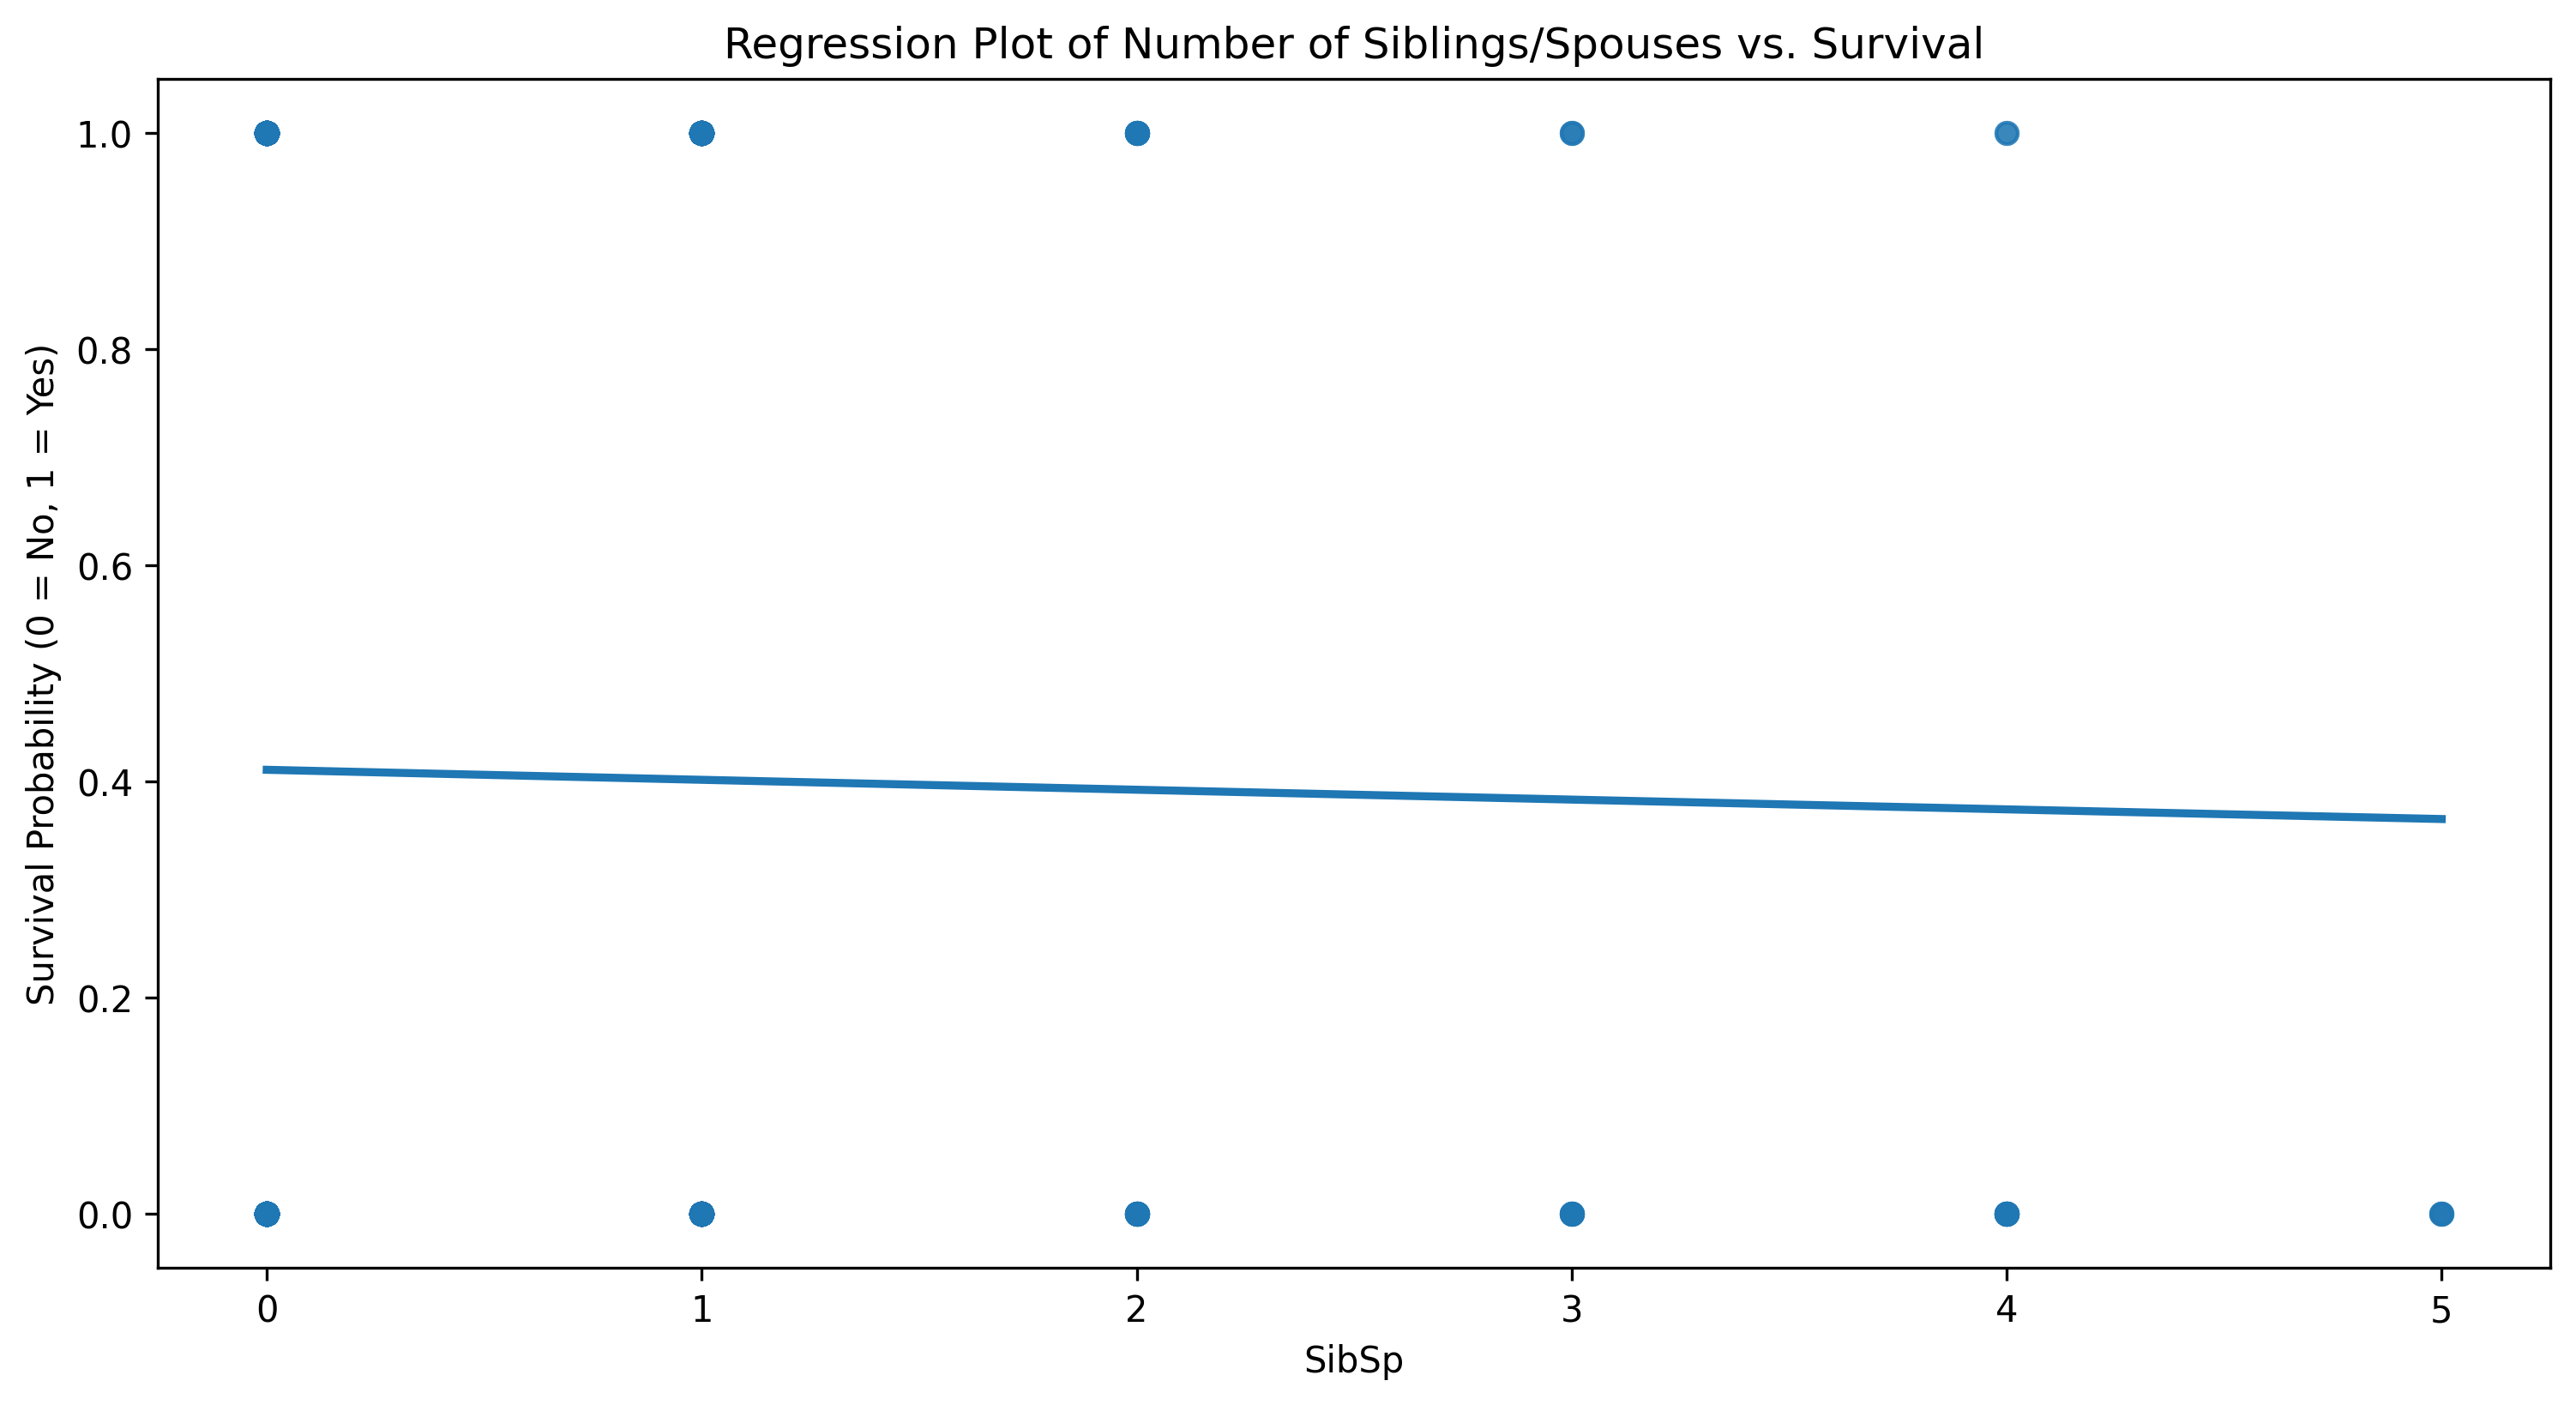 Regression Plot of Number of Siblings/Spouses vs. Survival
Survival Probability (0 = No, 1 = Yes)
1.0
0.8
0.6
0.4
0.2
0.0
0 1 2 3 4 5
SibSp